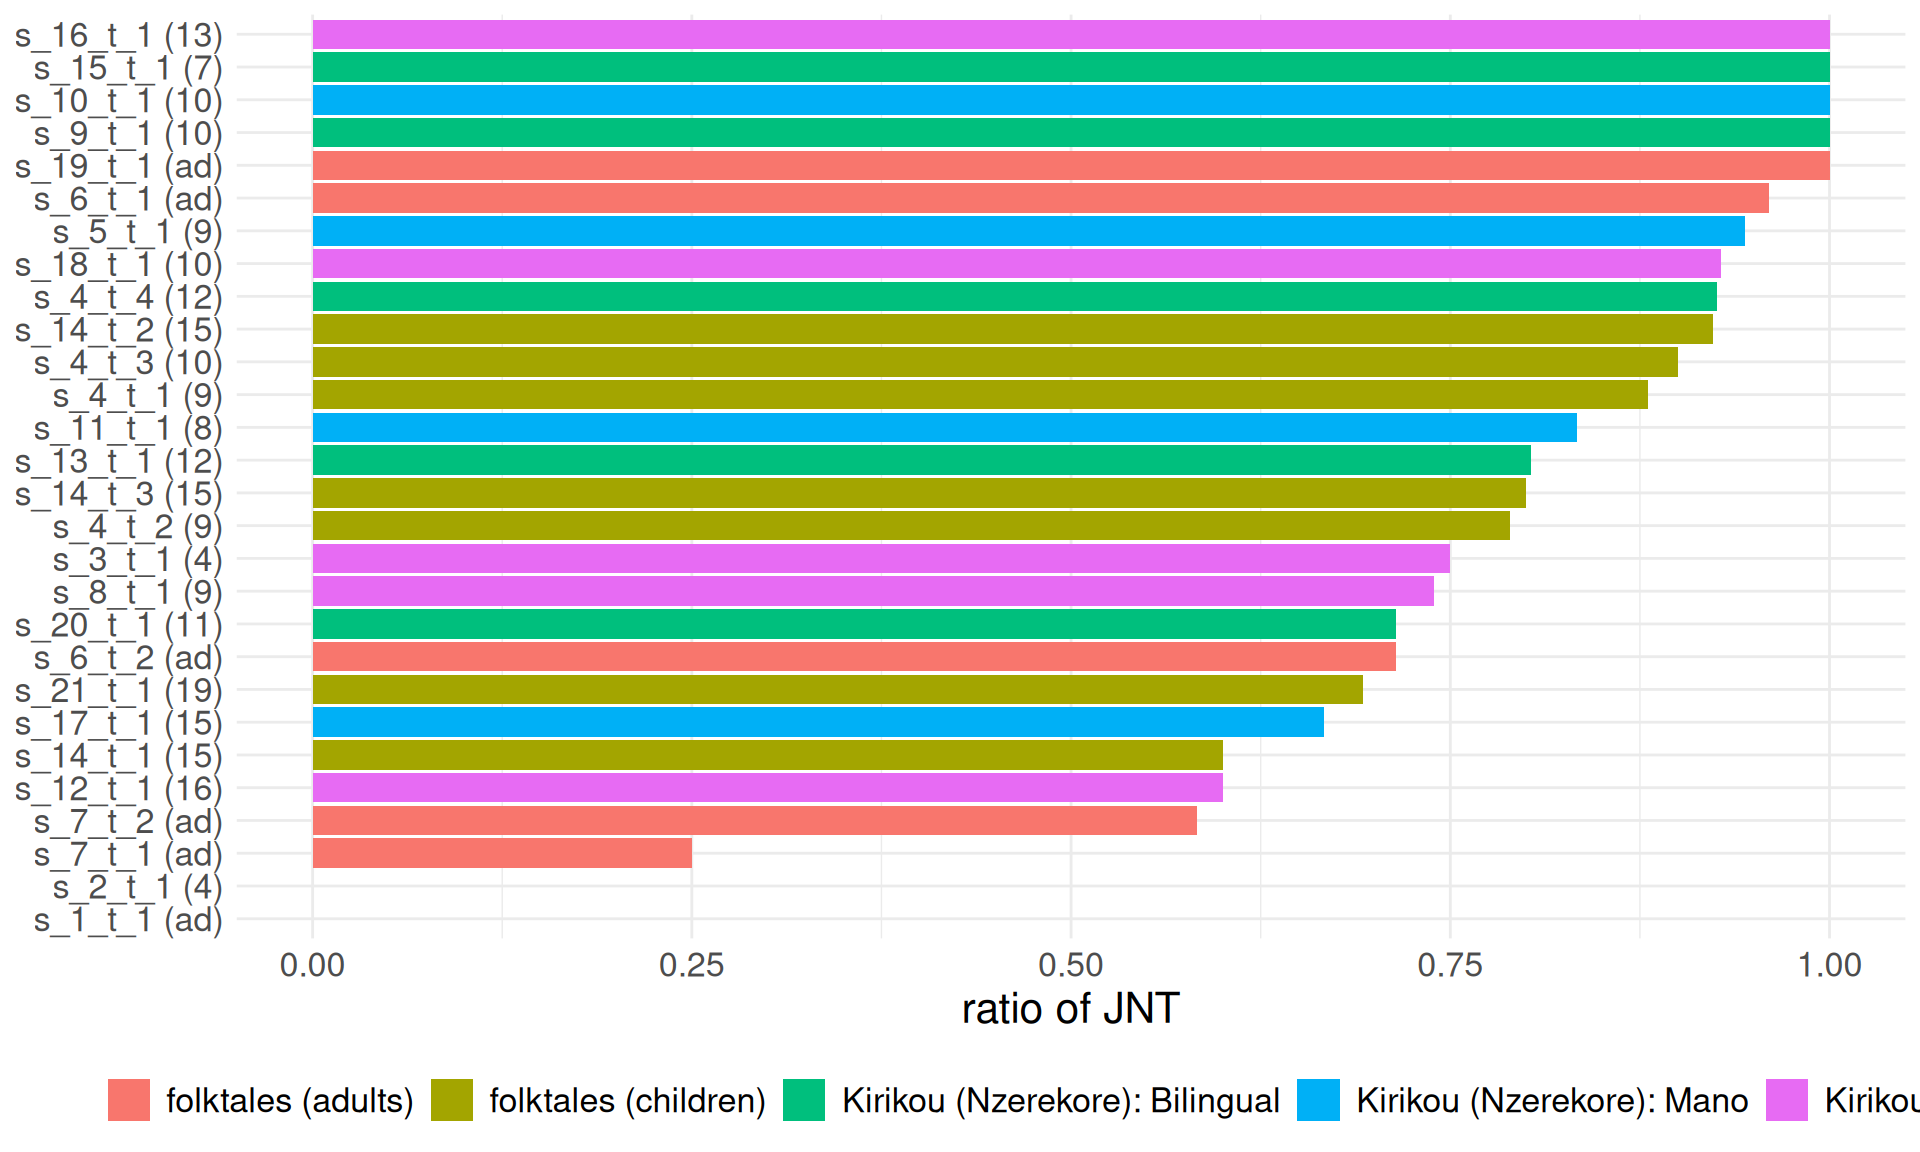 s_16_t_1 (13)
s_15_t_1 (7)
s_10_t_1 (10)
s_9_t_1 (10)
s_19_t_1 (ad)
s_6_t_1 (ad)
s_5_t_1 (9)
s_18_t_1 (10)
s_4_t_4 (12)
s_14_t_2 (15)
s_4_t_3 (10)
s_4_t_1 (9)
s_11_t_1 (8)
s_13_t_1 (12)
s_14_t_3 (15)
s_4_t_2 (9)
s_3_t_1 (4)
s_8_t_1 (9)
s_20_t_1 (11)
s_6_t_2 (ad)
s_21_t_1 (19)
s_17_t_1 (15)
s_14_t_1 (15)
s_12_t_1 (16)
s_7_t_2 (ad)
s_7_t_1 (ad)
s_2_t_1 (4)
s_1_t_1 (ad)
0.00 0.25 0.50 0.75 1.00
ratio of JNT
folktales (adults) folktales (children) Kirikou (Nzerekore): Bilingual Kirikou (Nzerekore): Mano